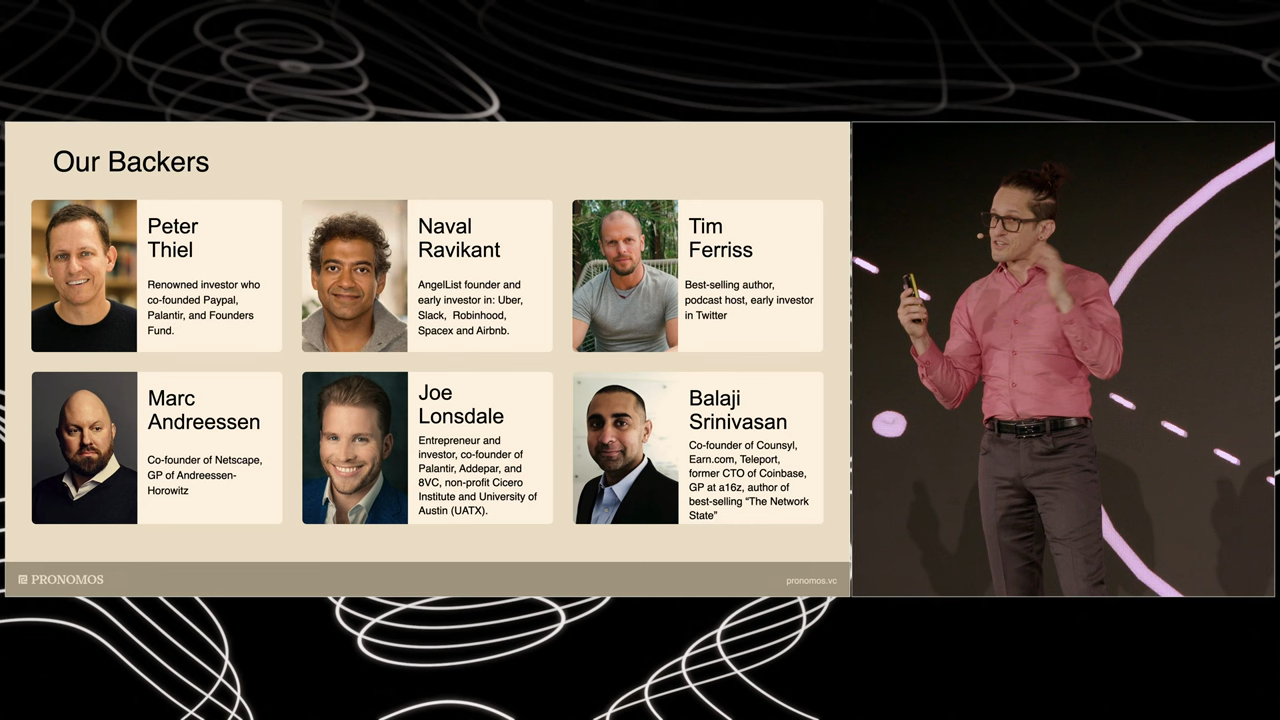 Our Backers
Peter
Thiel
Renowned investor who
co-founded Paypal,
Palantir, and Founders
Fund.
Naval
Ravikant
AngelList founder and
early investor in: Uber,
Slack, Robinhood,
Spacex and Airbnb.
Tim
Ferriss
Best-selling author,
podcast host, early investor
in Twitter
Marc
Andreessen
Co-founder of Netscape,
GP of Andreessen-
Horowitz
Joe
Lonsdale
Entrepreneur and
investor, co-founder of
Palantir, Addepar, and
8VC, non-profit Cicero
Institute and University of
Austin (UATX).
Balaji
Srinivasan
Co-founder of Counsyl,
Earn.com, Teleport,
former CTO of Coinbase,
GP at a16z, author of
best-selling “The Network
State”
PRONOMOS
pronomos.vc